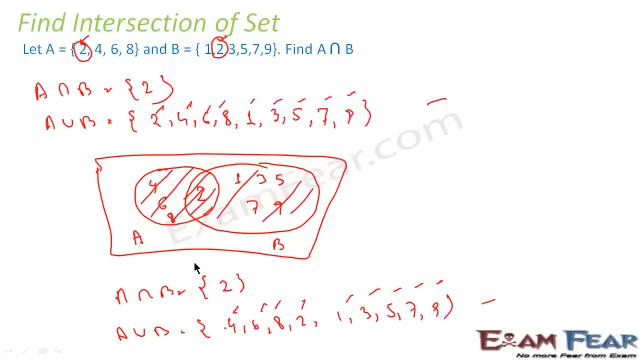 Find Intersection of Set
Let A = { 2, 4, 6, 8} and B = { 1,2 3,5,7,9}. Find A ∩ B
A ∩ B = { 2 }
A ∪ B = { 2, 4, 6, 8, 1, 3, 5, 7, 9 }
4 2 1 3 5
6 7 9
8
A B
A ∩ B = { 2 }
A ∪ B = { 4, 6, 8, 2, 1, 3, 5, 7, 9 }
ExamFear.com
EXAM FEAR
No more Fear from Exam